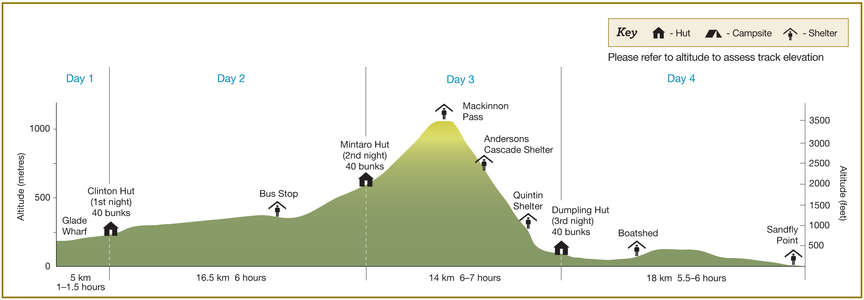 Key - Hut - Campsite - Shelter
Please refer to altitude to assess track elevation
Day 1
Day 2
Day 3
Day 4
Altitude (metres)
1000
500
0
Glade
Wharf
Clinton Hut
(1st night)
40 bunks
Bus Stop
Mintaro Hut
(2nd night)
40 bunks
Mackinnon
Pass
Andersons
Cascade Shelter
Quintin
Shelter
Dumpling Hut
(3rd night)
40 bunks
Boatshed
Sandfly
Point
3500
3000
2500
2000
1500
1000
500
Altitude (feet)
5 km
1–1.5 hours
16.5 km 6 hours
14 km 6–7 hours
18 km 5.5–6 hours